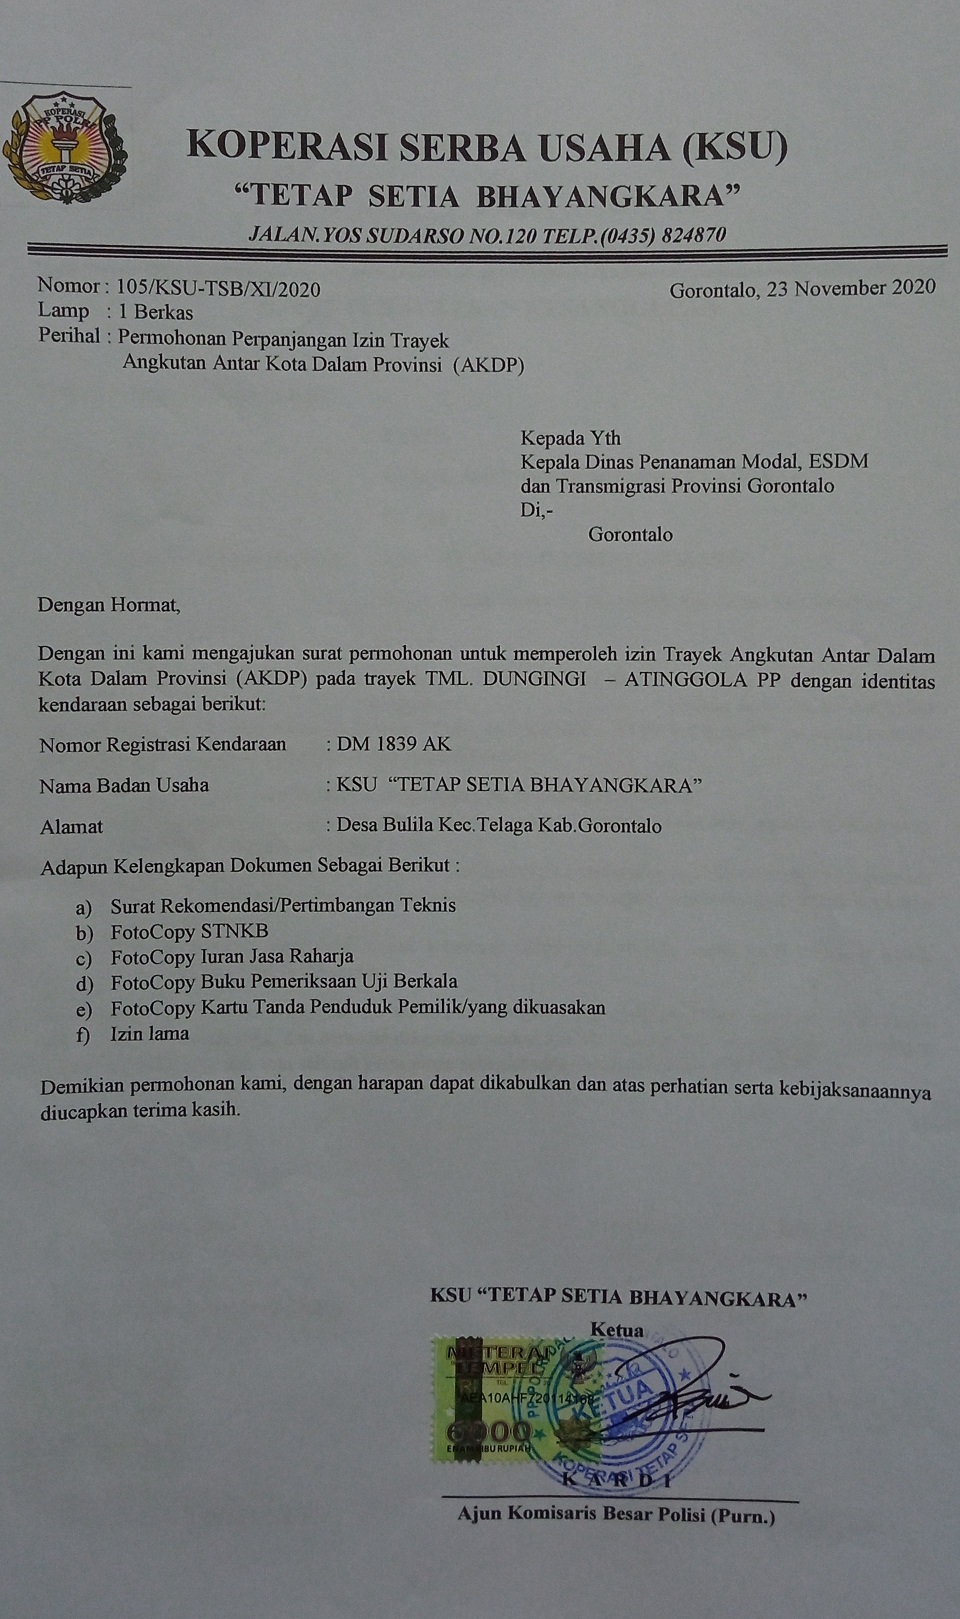 KOPERASI
PP POLRI
TETAP SETIA
KOPERASI SERBA USAHA (KSU)
“TETAP SETIA BHAYANGKARA”
JALAN.YOS SUDARSO NO.120 TELP.(0435) 824870
Nomor : 105/KSU-TSB/XI/2020 Gorontalo, 23 November 2020
Lamp : 1 Berkas
Perihal : Permohonan Perpanjangan Izin Trayek
Angkutan Antar Kota Dalam Provinsi (AKDP)
Kepada Yth
Kepala Dinas Penanaman Modal, ESDM
dan Transmigrasi Provinsi Gorontalo
Di,-
Gorontalo
Dengan Hormat,
Dengan ini kami mengajukan surat permohonan untuk memperoleh izin Trayek Angkutan Antar Dalam
Kota Dalam Provinsi (AKDP) pada trayek TML. DUNGINGI – ATINGGOLA PP dengan identitas
kendaraan sebagai berikut:
Nomor Registrasi Kendaraan : DM 1839 AK
Nama Badan Usaha : KSU “TETAP SETIA BHAYANGKARA”
Alamat : Desa Bulila Kec.Telaga Kab.Gorontalo
Adapun Kelengkapan Dokumen Sebagai Berikut :
a) Surat Rekomendasi/Pertimbangan Teknis
b) FotoCopy STNKB
c) FotoCopy Iuran Jasa Raharja
d) FotoCopy Buku Pemeriksaan Uji Berkala
e) FotoCopy Kartu Tanda Penduduk Pemilik/yang dikuasakan
f) Izin lama
Demikian permohonan kami, dengan harapan dapat dikabulkan dan atas perhatian serta kebijaksanaannya
diucapkan terima kasih.
KSU “TETAP SETIA BHAYANGKARA”
Ketua
METERAI
TEMPEL
6000
ENAM RIBU RUPIAH
KETUA
KOPERASI TETAP
KARDI
Ajun Komisaris Besar Polisi (Purn.)